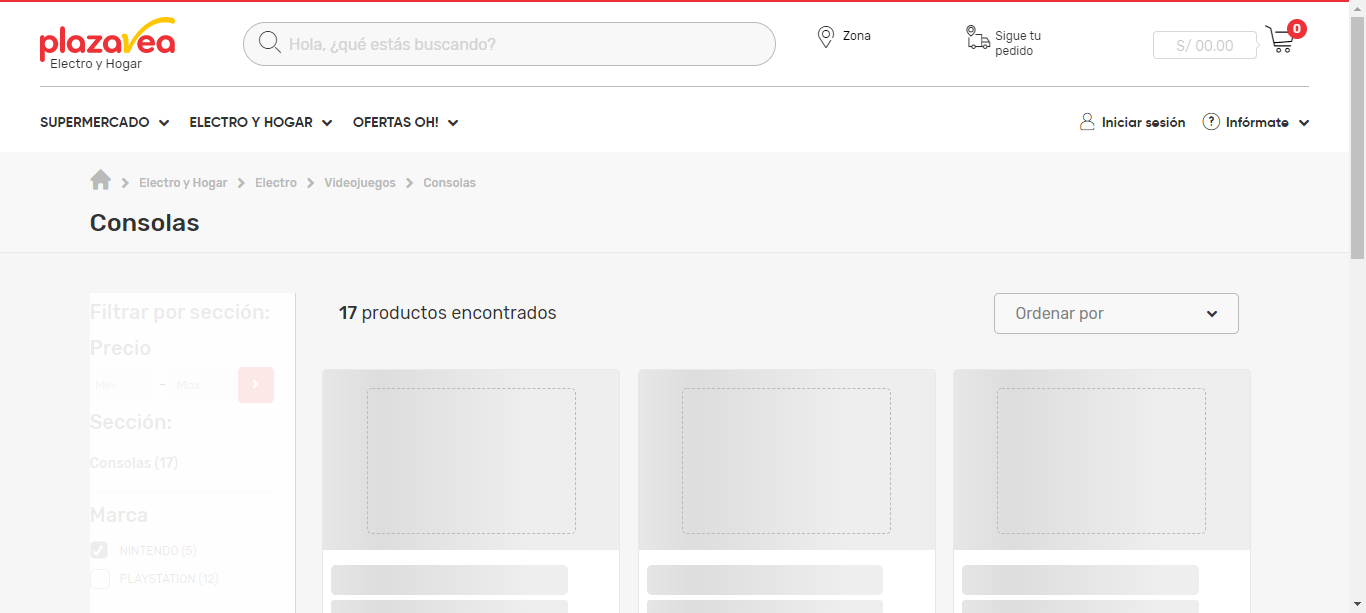 plazavea
Electro y Hogar
Hola, ¿qué estás buscando?
Zona
Sigue tu
pedido
S/ 00.00
0
SUPERMERCADO
ELECTRO Y HOGAR
OFERTAS OH!
Iniciar sesión
? Infórmate
Electro y Hogar
Electro
Videojuegos
Consolas
Consolas
Filtrar por sección:
17 productos encontrados
Ordenar por
Precio
Min. - Max
Sección:
Consolas (17)
Marca
NINTENDO (5)
PLAYSTATION (12)